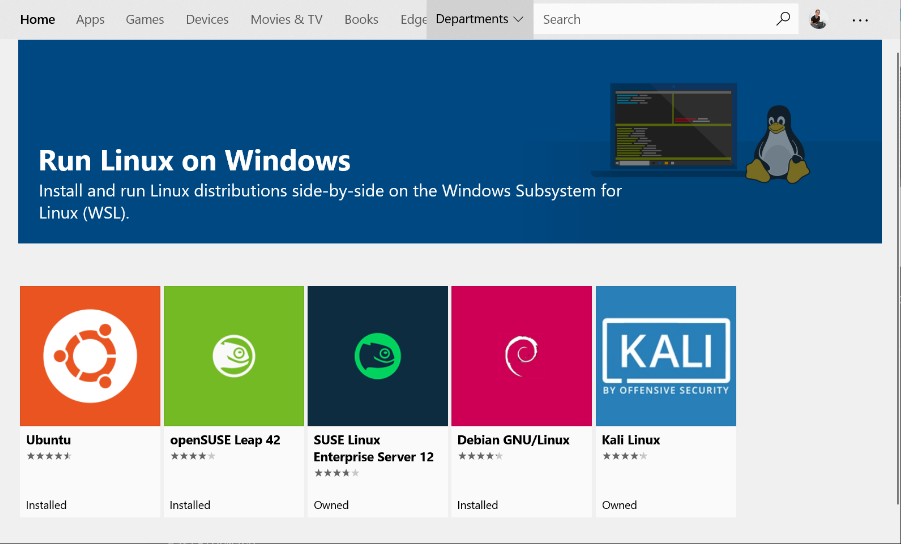 Home Apps Games Devices Movies & TV Books Edge Departments Search
Run Linux on Windows
Install and run Linux distributions side-by-side on the Windows Subsystem for
Linux (WSL).
KALI
BY OFFENSIVE SECURITY
Ubuntu
Installed
openSUSE Leap 42
Installed
SUSE Linux
Enterprise Server 12
Owned
Debian GNU/Linux
Installed
Kali Linux
Owned